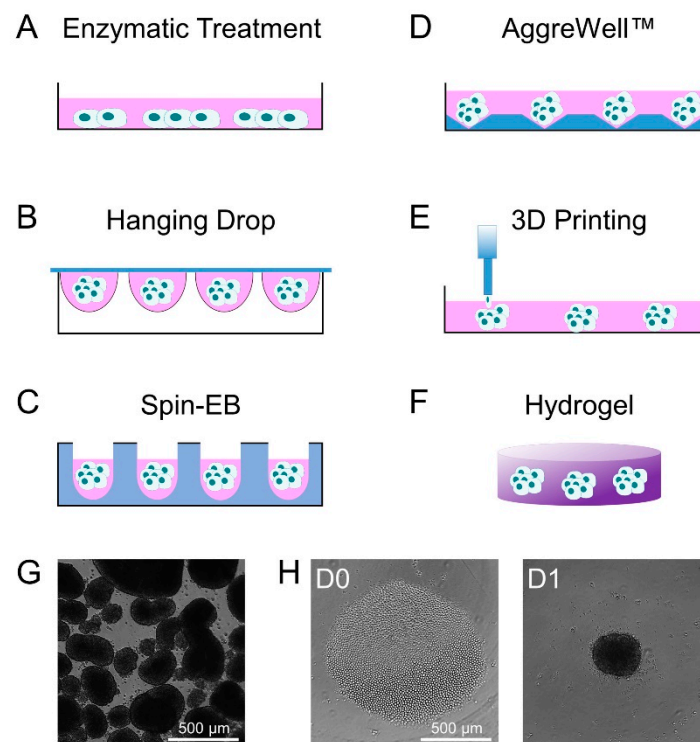 A Enzymatic Treatment
D AggreWell™
B Hanging Drop
E 3D Printing
C Spin-EB
F Hydrogel
G
500 µm
H
D0
500 µm
D1